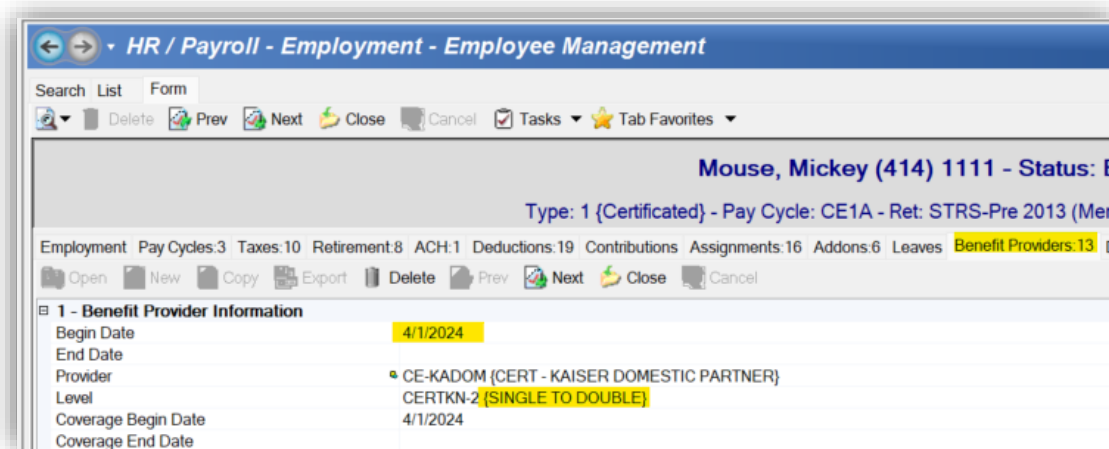 HR / Payroll - Employment - Employee Management
Search List Form
Delete Prev Next Close Cancel Tasks Tab Favorites
Mouse, Mickey (414) 1111 - Status:
Type: 1 {Certificated} - Pay Cycle: CE1A - Ret: STRS-Pre 2013 (Mer
Employment Pay Cycles:3 Taxes:10 Retirement:8 ACH:1 Deductions:19 Contributions Assignments:16 Addons:6 Leaves Benefit Providers:13
Open New Copy Export Delete Prev Next Close Cancel
1 - Benefit Provider Information
Begin Date 4/1/2024
End Date
Provider CE-KADOM {CERT - KAISER DOMESTIC PARTNER}
Level CERTKN-2 {SINGLE TO DOUBLE}
Coverage Begin Date 4/1/2024
Coverage End Date